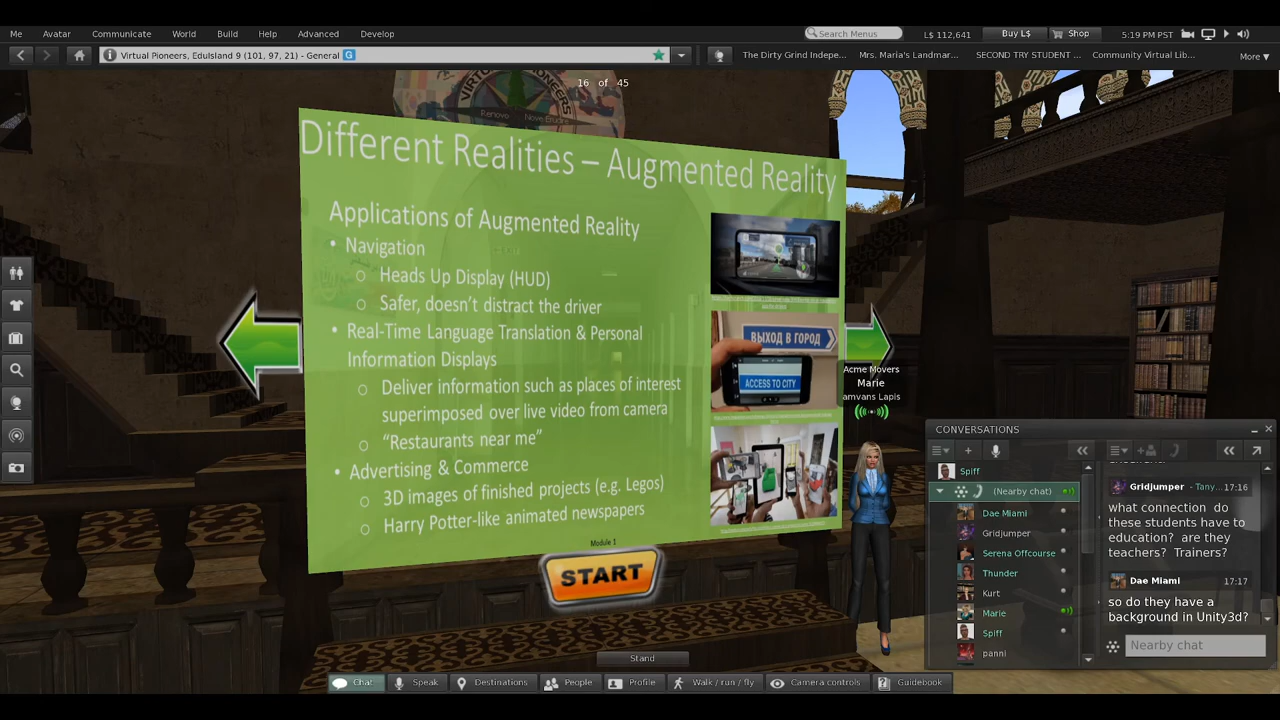 Me Avatar Communicate World Build Help Advanced Develop
Search Menus
L$ 112,641
Buy L$
Shop
5:19 PM PST
Virtual Pioneers, EduIsland 9 (101, 97, 21) - General G
The Dirty Grind Indepe...
Mrs. Maria's Landmar...
SECOND TRY STUDENT ...
Community Virtual Lib...
More
16 of 45
VIRTUAL PIONEERS
Renovo Nove Erudre
Different Realities – Augmented Reality
Applications of Augmented Reality
• Navigation
o Heads Up Display (HUD)
o Safer, doesn't distract the driver
• Real-Time Language Translation & Personal
Information Displays
o Deliver information such as places of interest
superimposed over live video from camera
o "Restaurants near me"
• Advertising & Commerce
o 3D images of finished projects (e.g. Legos)
o Harry Potter-like animated newspapers
ВЫХОД В ГОРОД
ACCESS TO CITY
Module 1
START
Acme Movers
Marie
amvans Lapis
CONVERSATIONS
Spiff
(Nearby chat)
Dae Miami
Gridjumper
Serena Offcourse
Thunder
Kurt
Marie
Spiff
panni
Gridjumper - Tany... 17:16
what connection do
these students have to
education? are they
teachers? Trainers?
Dae Miami 17:17
so do they have a
background in Unity3d?
Nearby chat
Stand
Chat
Speak
Destinations
People
Profile
Walk / run / fly
Camera controls
Guidebook